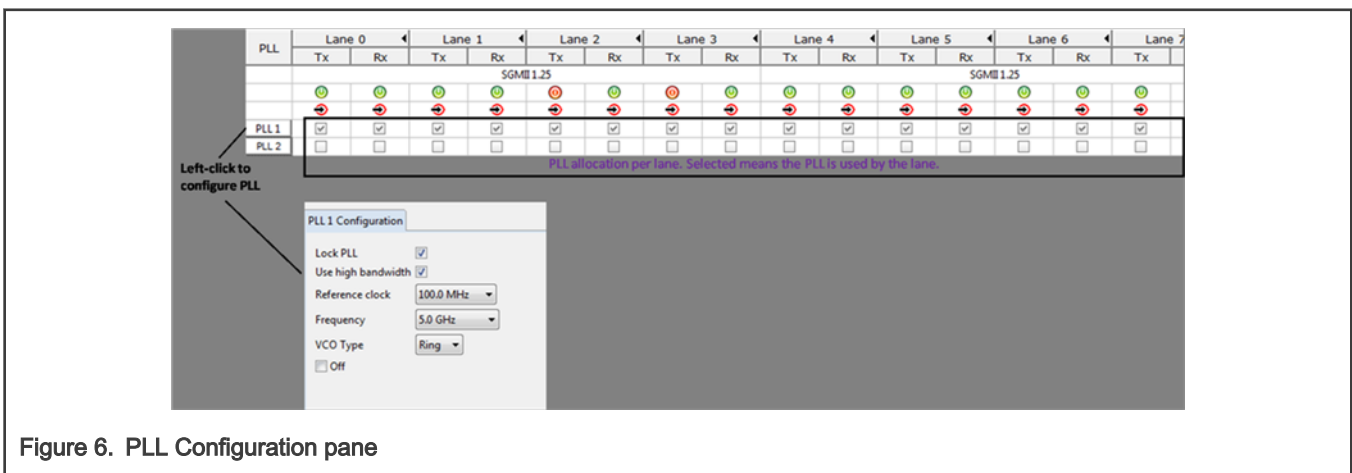 PLL Lane 0 Lane 1 Lane 2 Lane 3 Lane 4 Lane 5 Lane 6 Lane 7
Tx Rx Tx Rx Tx Rx Tx Rx Tx Rx Tx Rx Tx Rx Tx
SGMII 1.25 SGMII 1.25
PLL 1
PLL 2
PLL allocation per lane. Selected means the PLL is used by the lane.
Left-click to
configure PLL
PLL 1 Configuration
Lock PLL
Use high bandwidth
Reference clock 100.0 MHz
Frequency 5.0 GHz
VCO Type Ring
Off
Figure 6. PLL Configuration pane